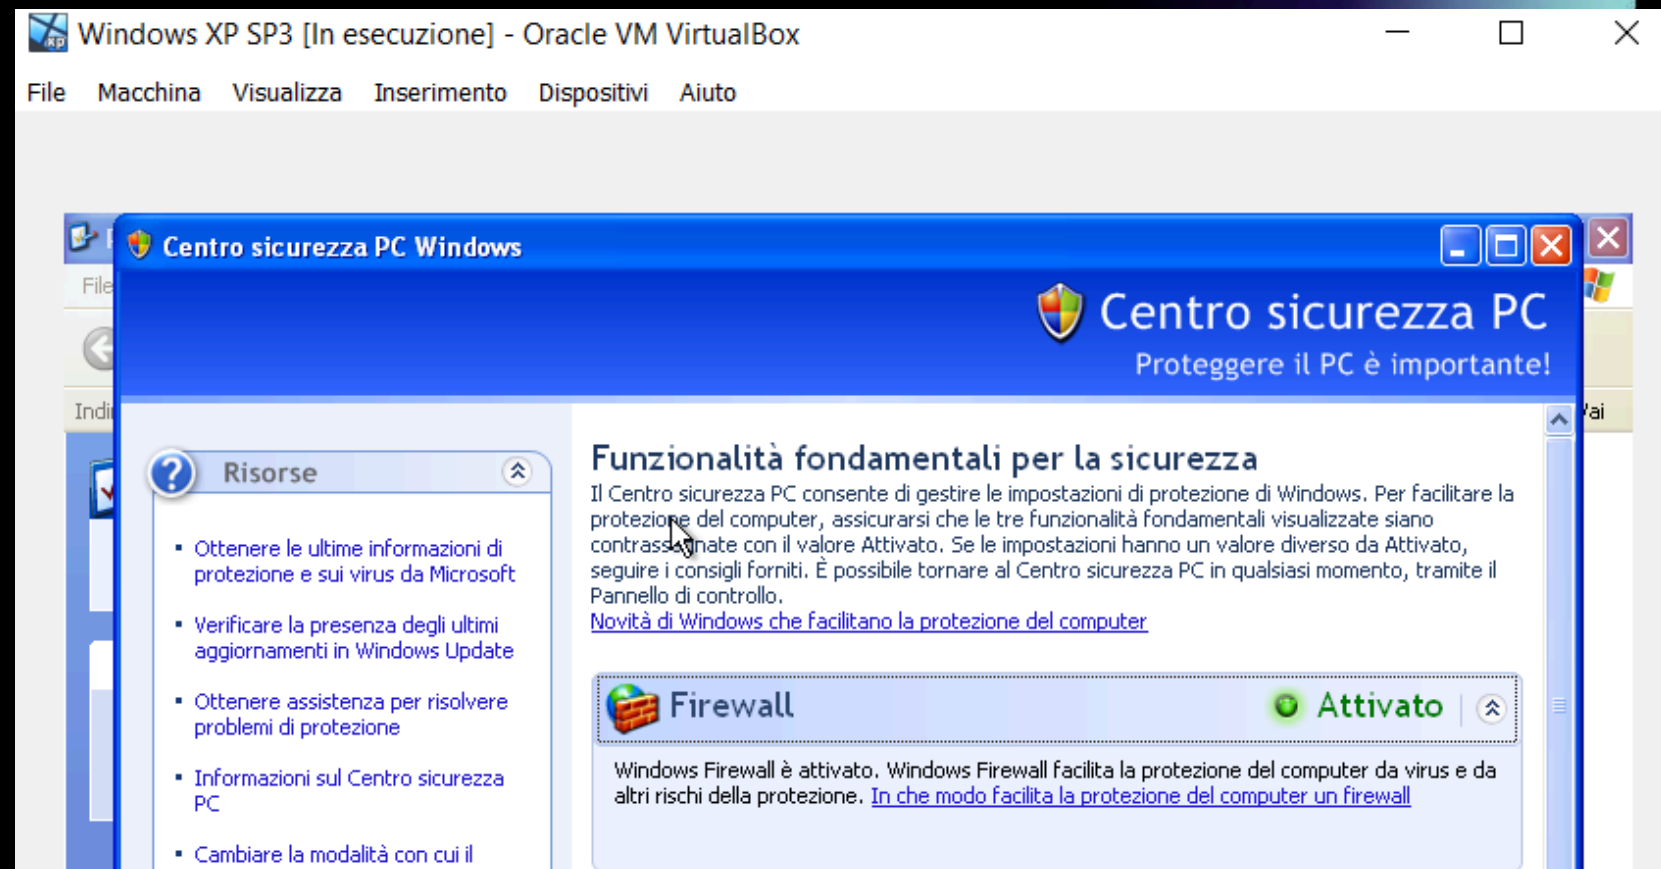 Windows XP SP3 [In esecuzione] - Oracle VM VirtualBox
File Macchina Visualizza Inserimento Dispositivi Aiuto
Centro sicurezza PC Windows
File
Centro sicurezza PC
Proteggere il PC è importante!
Risorse
Ottenere le ultime informazioni di
protezione e sui virus da Microsoft
Verificare la presenza degli ultimi
aggiornamenti in Windows Update
Ottenere assistenza per risolvere
problemi di protezione
Informazioni sul Centro sicurezza
PC
Cambiare la modalità con cui il
Funzionalità fondamentali per la sicurezza
Il Centro sicurezza PC consente di gestire le impostazioni di protezione di Windows. Per facilitare la
protezione del computer, assicurarsi che le tre funzionalità fondamentali visualizzate siano
contrassegnate con il valore Attivato. Se le impostazioni hanno un valore diverso da Attivato,
seguire i consigli forniti. È possibile tornare al Centro sicurezza PC in qualsiasi momento, tramite il
Pannello di controllo.
Novità di Windows che facilitano la protezione del computer
Firewall
Attivato
Windows Firewall è attivato. Windows Firewall facilita la protezione del computer da virus e da
altri rischi della protezione. In che modo facilita la protezione del computer un firewall